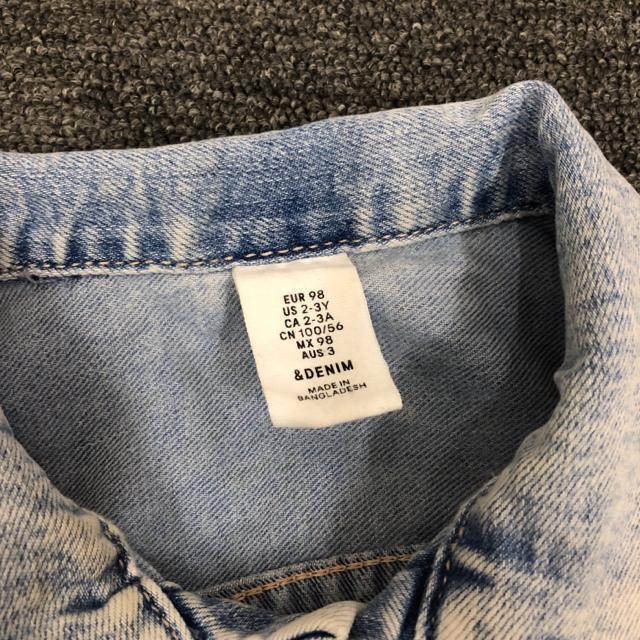 EUR 98
US 2-3Y
CA 2-3A
CN 100/56
MX 98
AUS 3
&DENIM
MADE IN
BANGLADESH